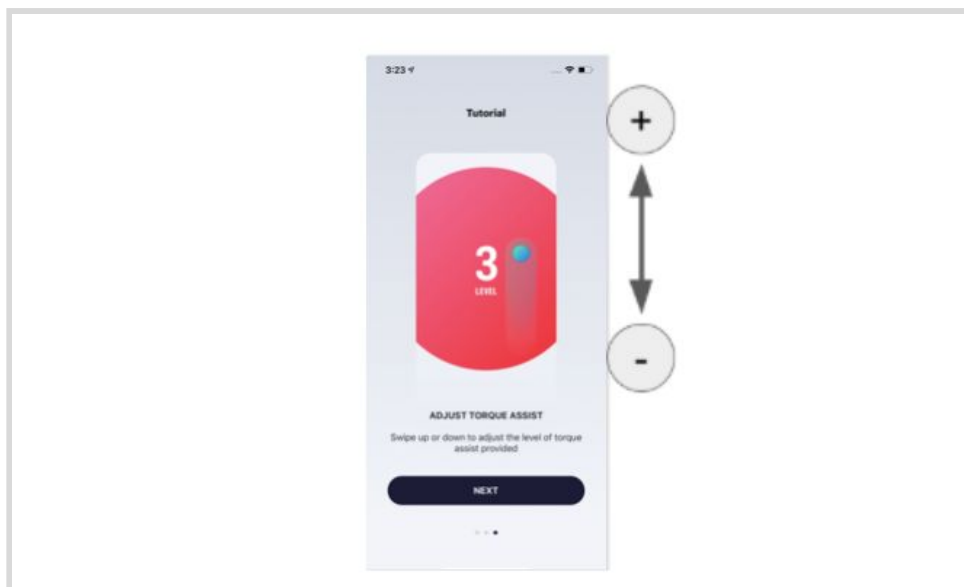 3:23
Tutorial
+
3
LEVEL
-
ADJUST TORQUE ASSIST
Swipe up or down to adjust the level of torque
assist provided
NEXT